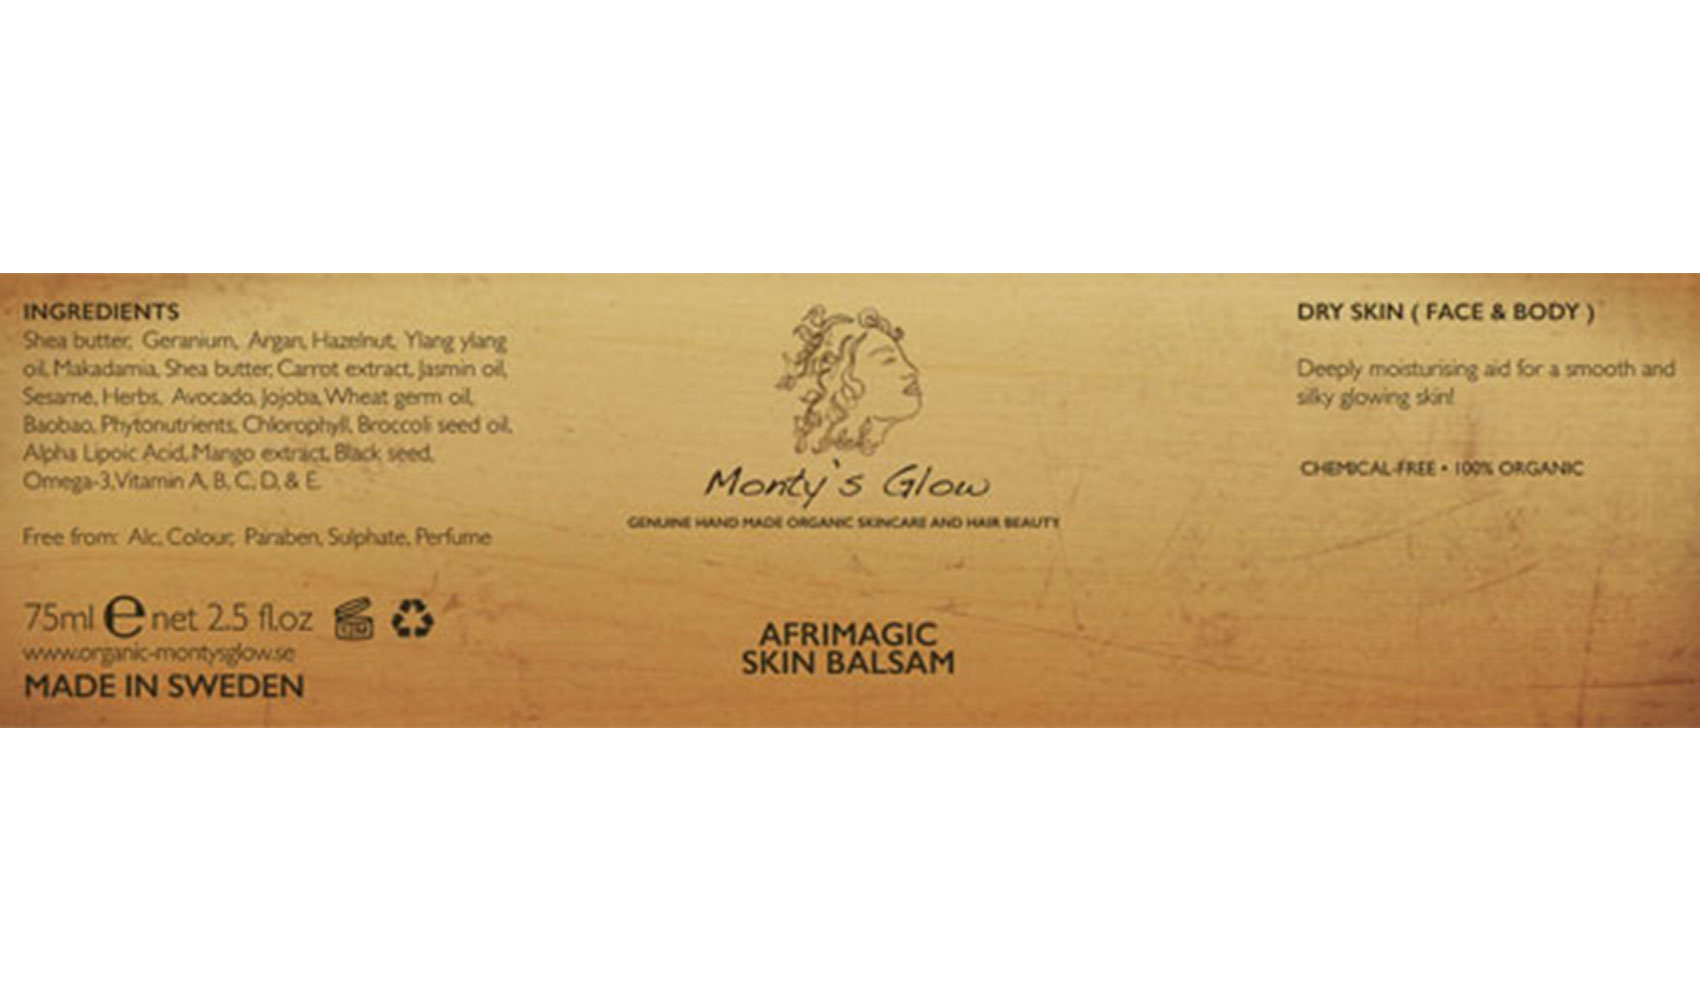 INGREDIENTS
Shea butter, Geranium, Argan, Hazelnut, Ylang ylang
oil, Makadamia, Shea butter, Carrot extract, Jasmin oil,
Sesame, Herbs, Avocado, Jojoba, Wheat germ oil,
Baobao, Phytonutrients, Chlorophyll, Broccoli seed oil,
Alpha Lipoic Acid, Mango extract, Black seed,
Omega-3, Vitamin A, B, C, D, & E.
Free from: Alc, Colour, Paraben, Sulphate, Perfume
75ml e net 2.5 fl.oz
www.organic-montysglow.se
MADE IN SWEDEN
Monty's Glow
GENUINE HAND MADE ORGANIC SKINCARE AND HAIR BEAUTY
AFRIMAGIC
SKIN BALSAM
DRY SKIN ( FACE & BODY )
Deeply moisturising aid for a smooth and
silky glowing skin!
CHEMICAL-FREE • 100% ORGANIC